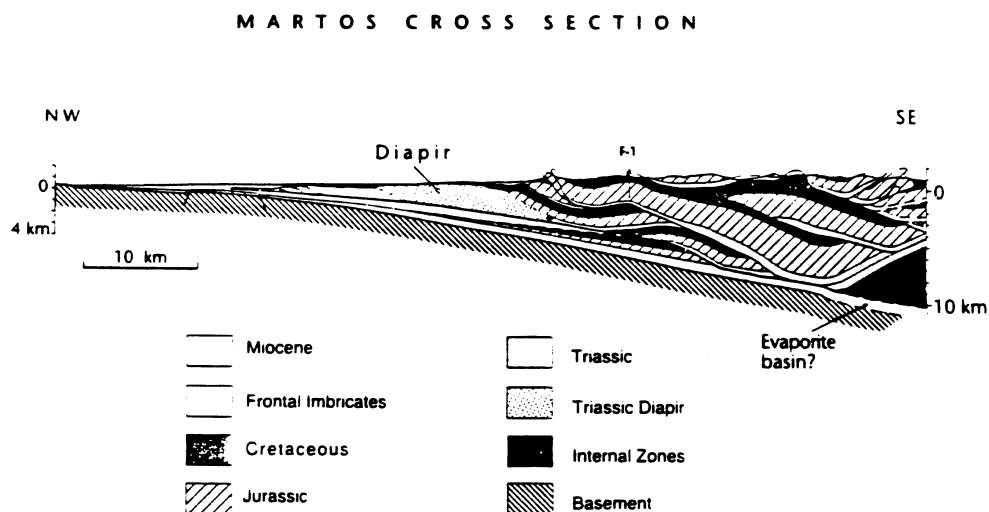 MARTOS CROSS SECTION
NW
SE
Diapir
F-1
0
0
4 km
10 km
10 km
Evaporite
basin?
Miocene
Triassic
Frontal Imbricates
Triassic Diapir
Cretaceous
Internal Zones
Jurassic
Basement